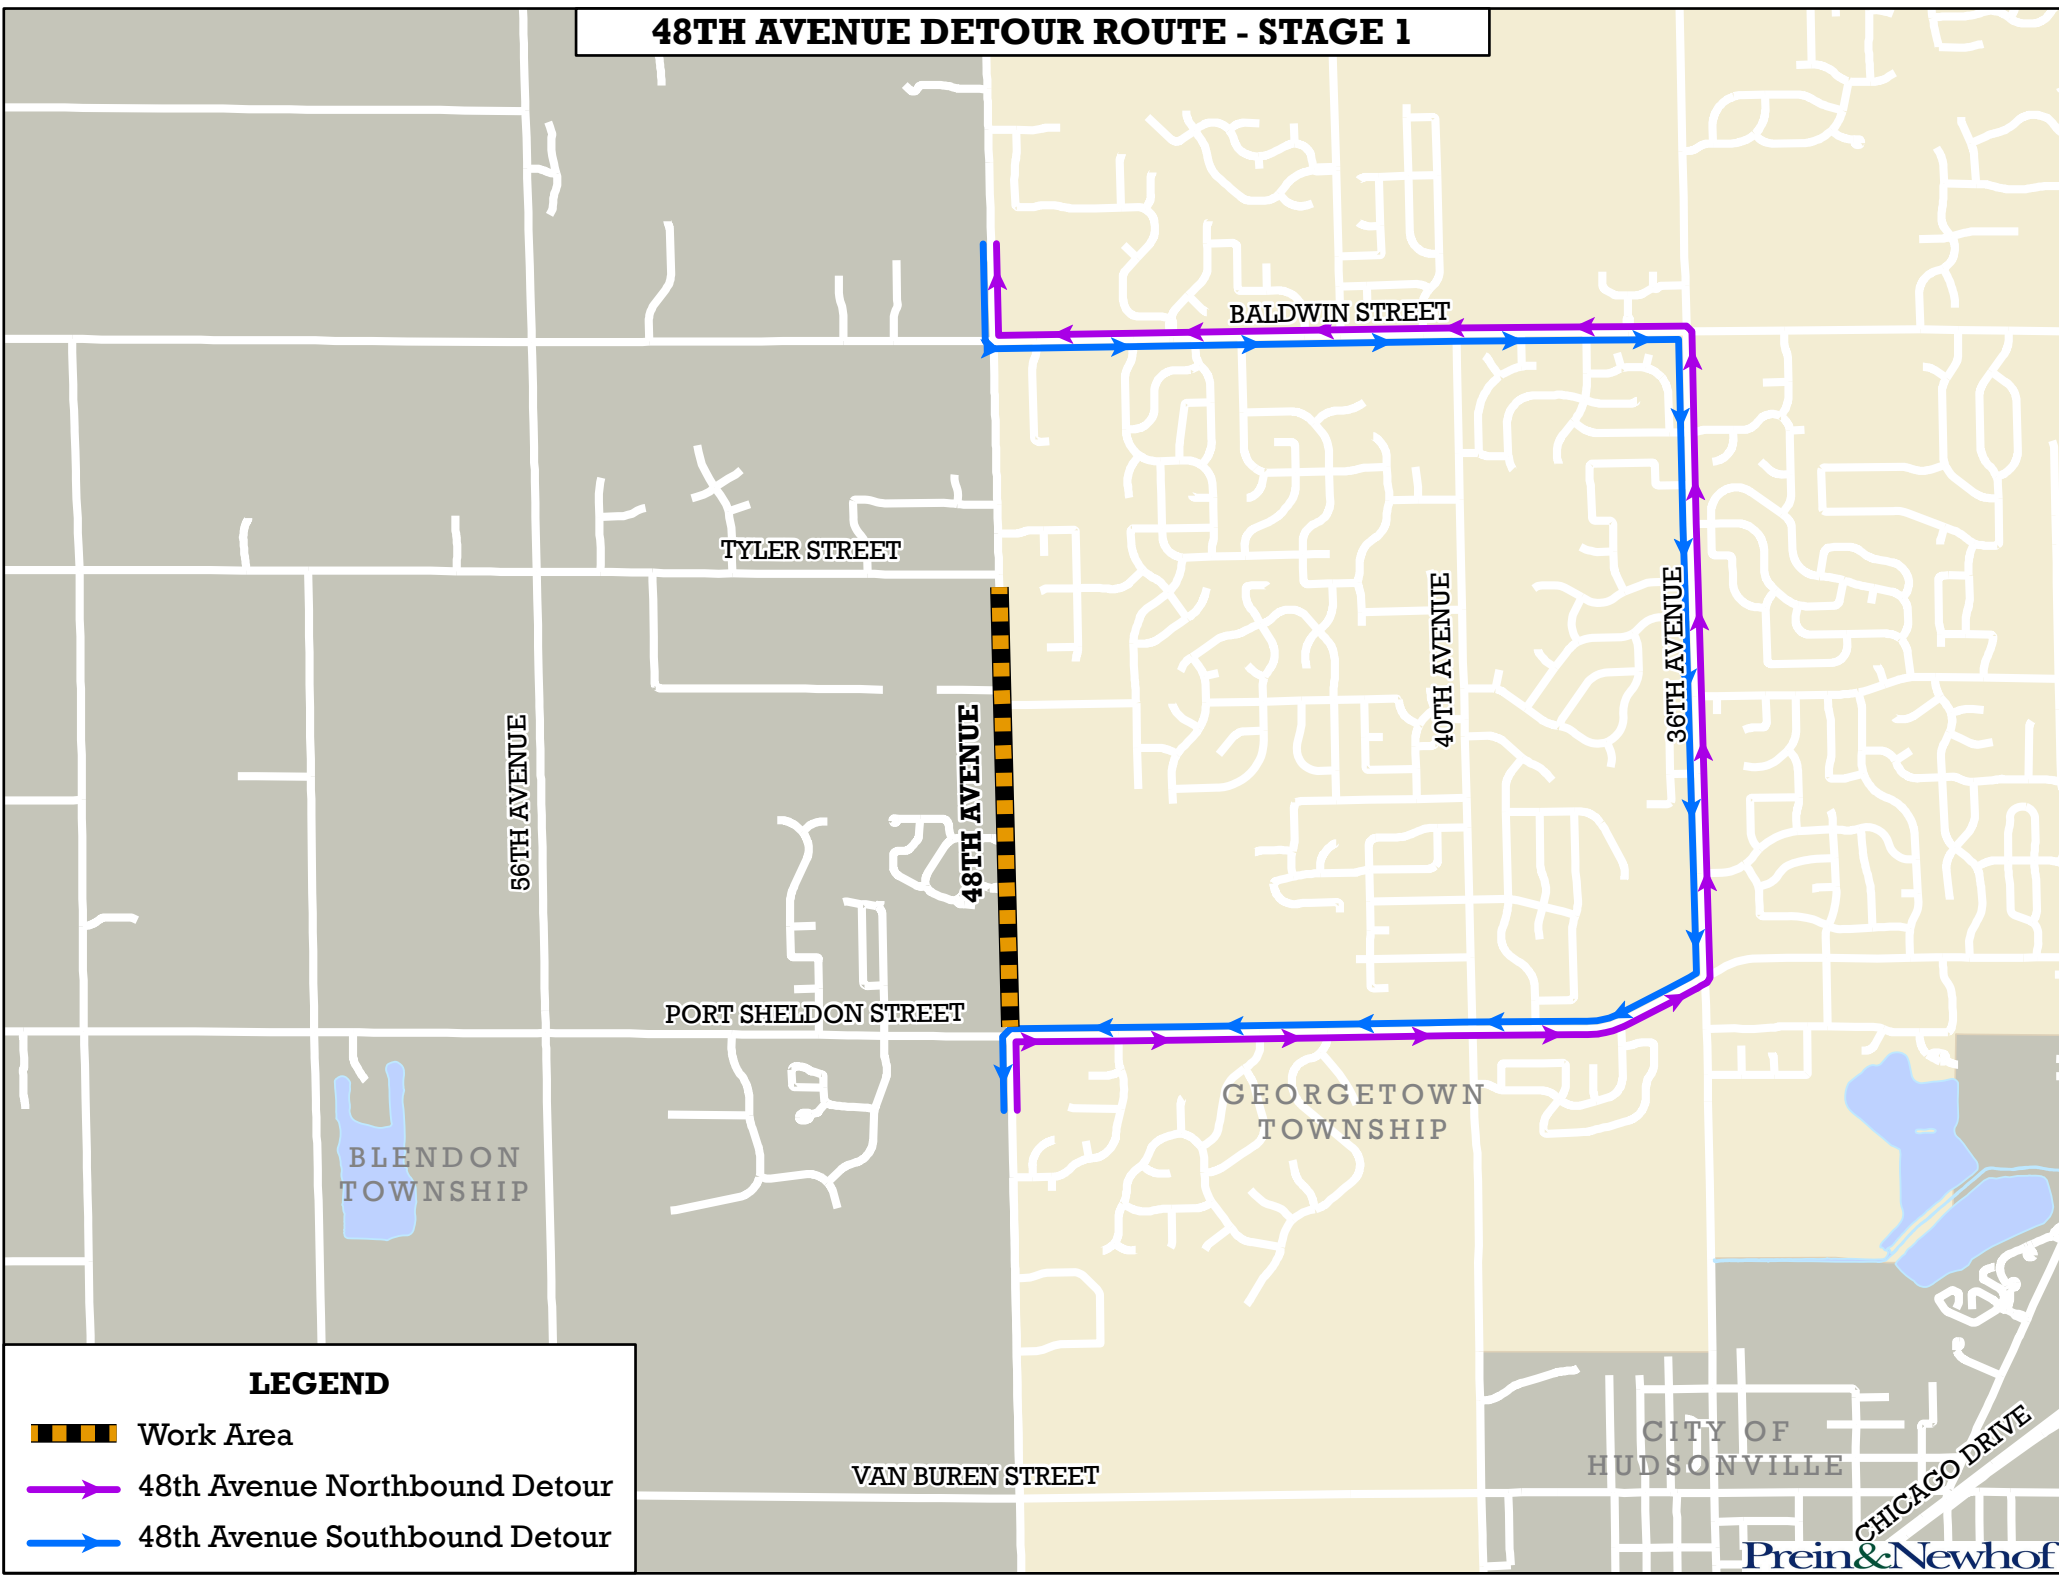 48TH AVENUE DETOUR ROUTE - STAGE 1
BALDWIN STREET
TYLER STREET
40TH AVENUE
36TH AVENUE
48TH AVENUE
56TH AVENUE
PORT SHELDON STREET
GEORGETOWN
TOWNSHIP
BLENDON
TOWNSHIP
LEGEND
Work Area
48th Avenue Northbound Detour
48th Avenue Southbound Detour
VAN BUREN STREET
CITY OF
HUDSONVILLE
CHICAGO DRIVE
Prein&Newhof